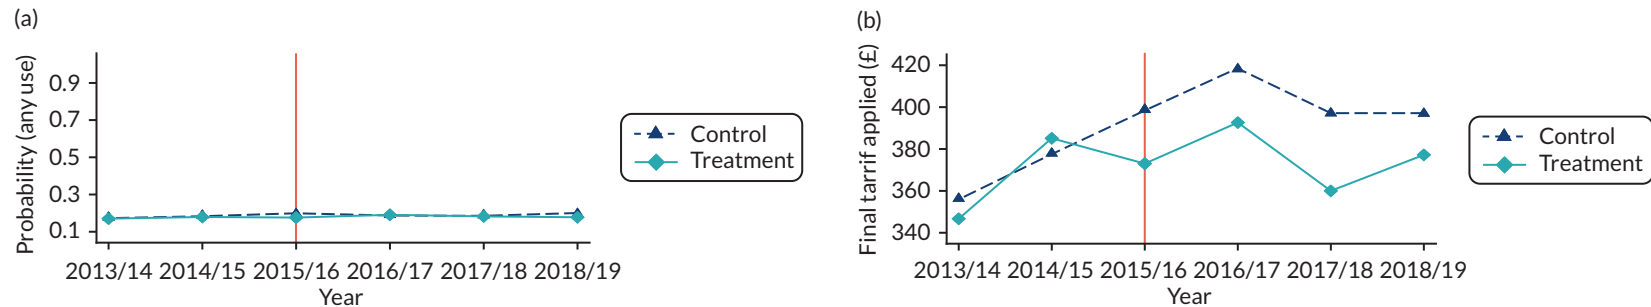 (a)
Probability (any use)
0.9
0.7
0.5
0.3
0.1
2013/14 2014/15 2015/16 2016/17 2017/18 2018/19
Year
Control
Treatment
(b)
Final tarrif applied (£)
420
400
380
360
340
2013/14 2014/15 2015/16 2016/17 2017/18 2018/19
Year
Control
Treatment